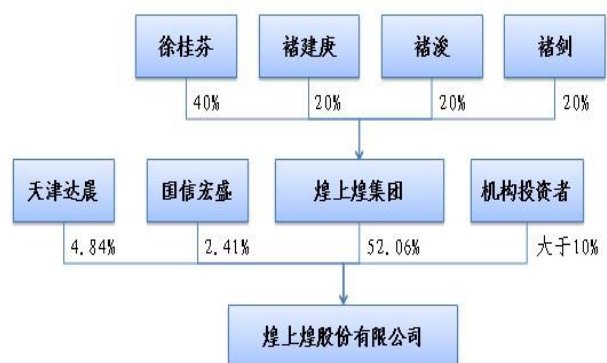 徐桂芬 褚建庚 褚浚 褚剑
40% 20% 20% 20%
天津达晨 国信宏盛 煌上煌集团 机构投资者
4.84% 2.41% 52.06% 大于10%
煌上煌股份有限公司